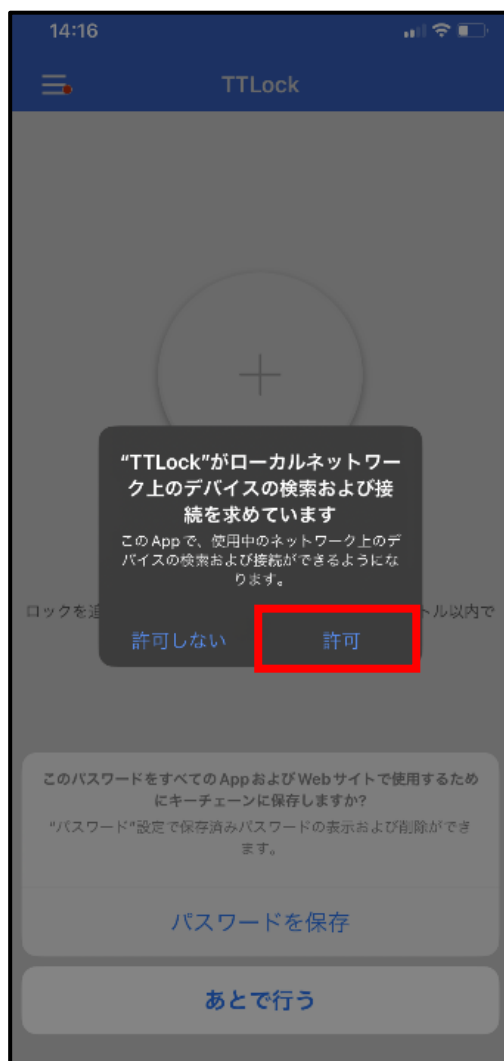 14:16
TTLock
“TTLock”がローカルネットワー
ク上のデバイスの検索および接
続を求めています
このAppで、使用中のネットワーク上のデ
バイスの検索および接続ができるようにな
ります。
ロックを追
トル以内で
許可しない
許可
このパスワードをすべてのAppおよびWebサイトで使用するため
にキーチェーンに保存しますか?
“パスワード”設定で保存済みパスワードの表示および削除ができ
ます。
パスワードを保存
あとで行う